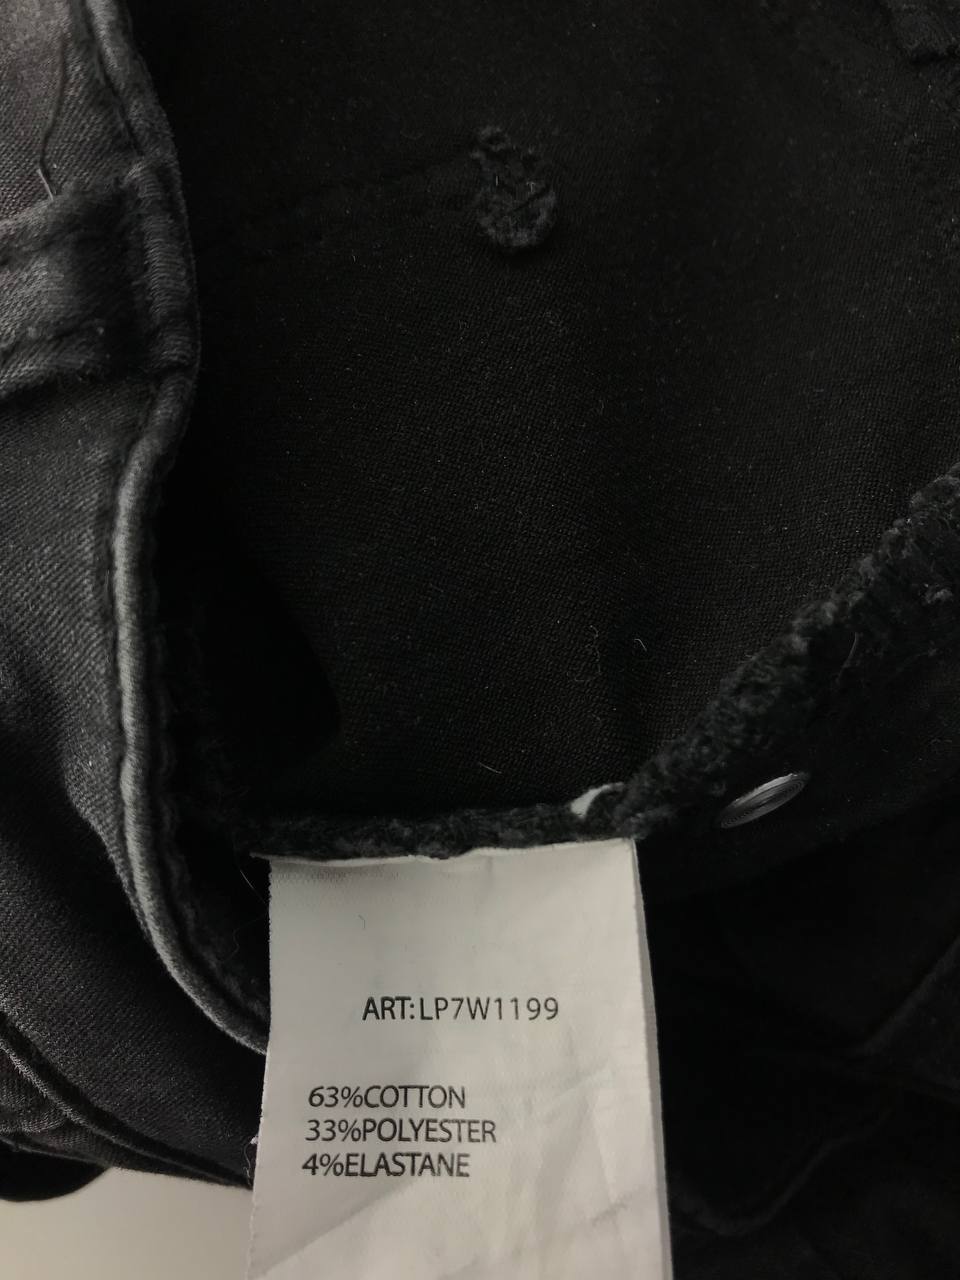 ART:LP7W1199
63%COTTON
33%POLYESTER
4%ELASTANE